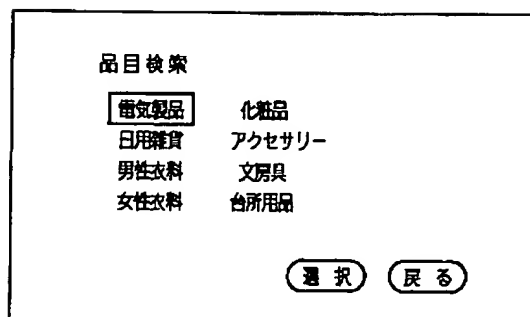 品目検索
電気製品 化粧品
日用雑貨 アクセサリー
男性衣料 文房具
女性衣料 台所用品
選択 戻る